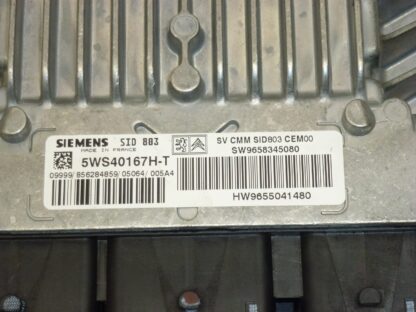 SIEMENS SID 803
MADE IN FRANCE
5WS40167H-T
09999/ 856284859/ 05064/ 005A4
SV CMM SID803 CEM00
SW9658345080
HW9655041480